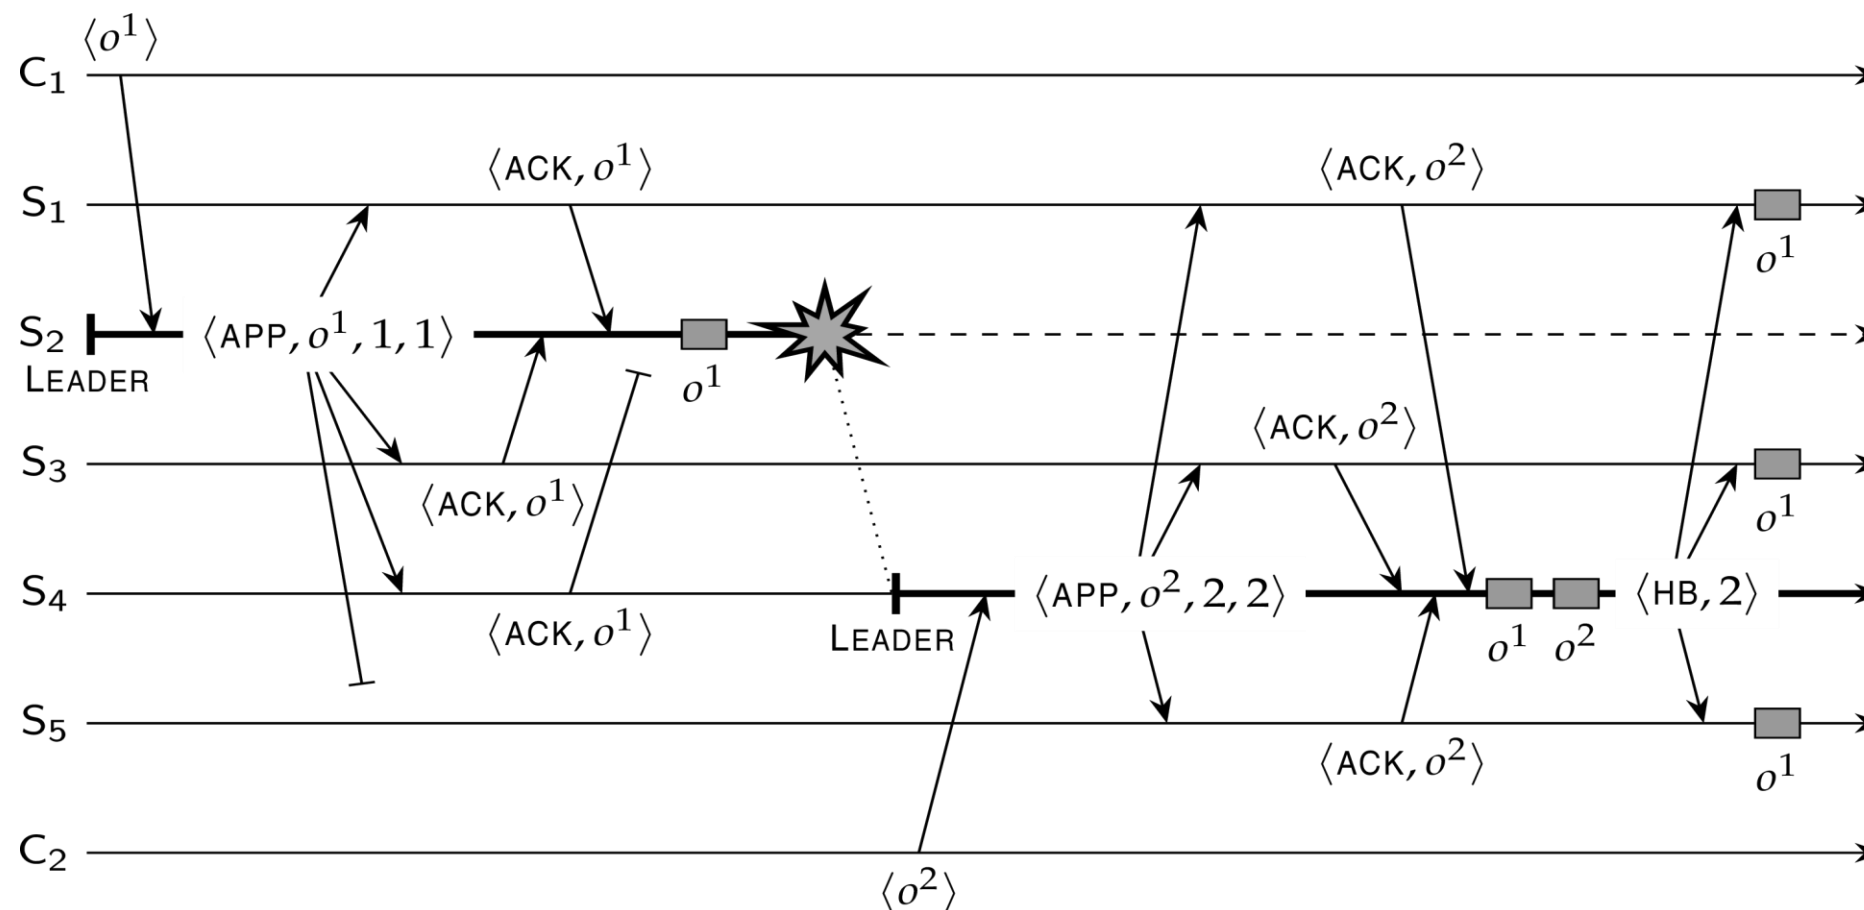 ⟨o¹⟩
C₁
⟨ACK, o¹⟩ ⟨ACK, o²⟩
S₁
o¹
S₂ ⟨APP, o¹, 1, 1⟩
LEADER o¹
⟨ACK, o²⟩
S₃
⟨ACK, o¹⟩ o¹
S₄ ⟨APP, o², 2, 2⟩ ⟨HB, 2⟩
⟨ACK, o¹⟩ LEADER o¹ o²
S₅
⟨ACK, o²⟩ o¹
C₂
⟨o²⟩